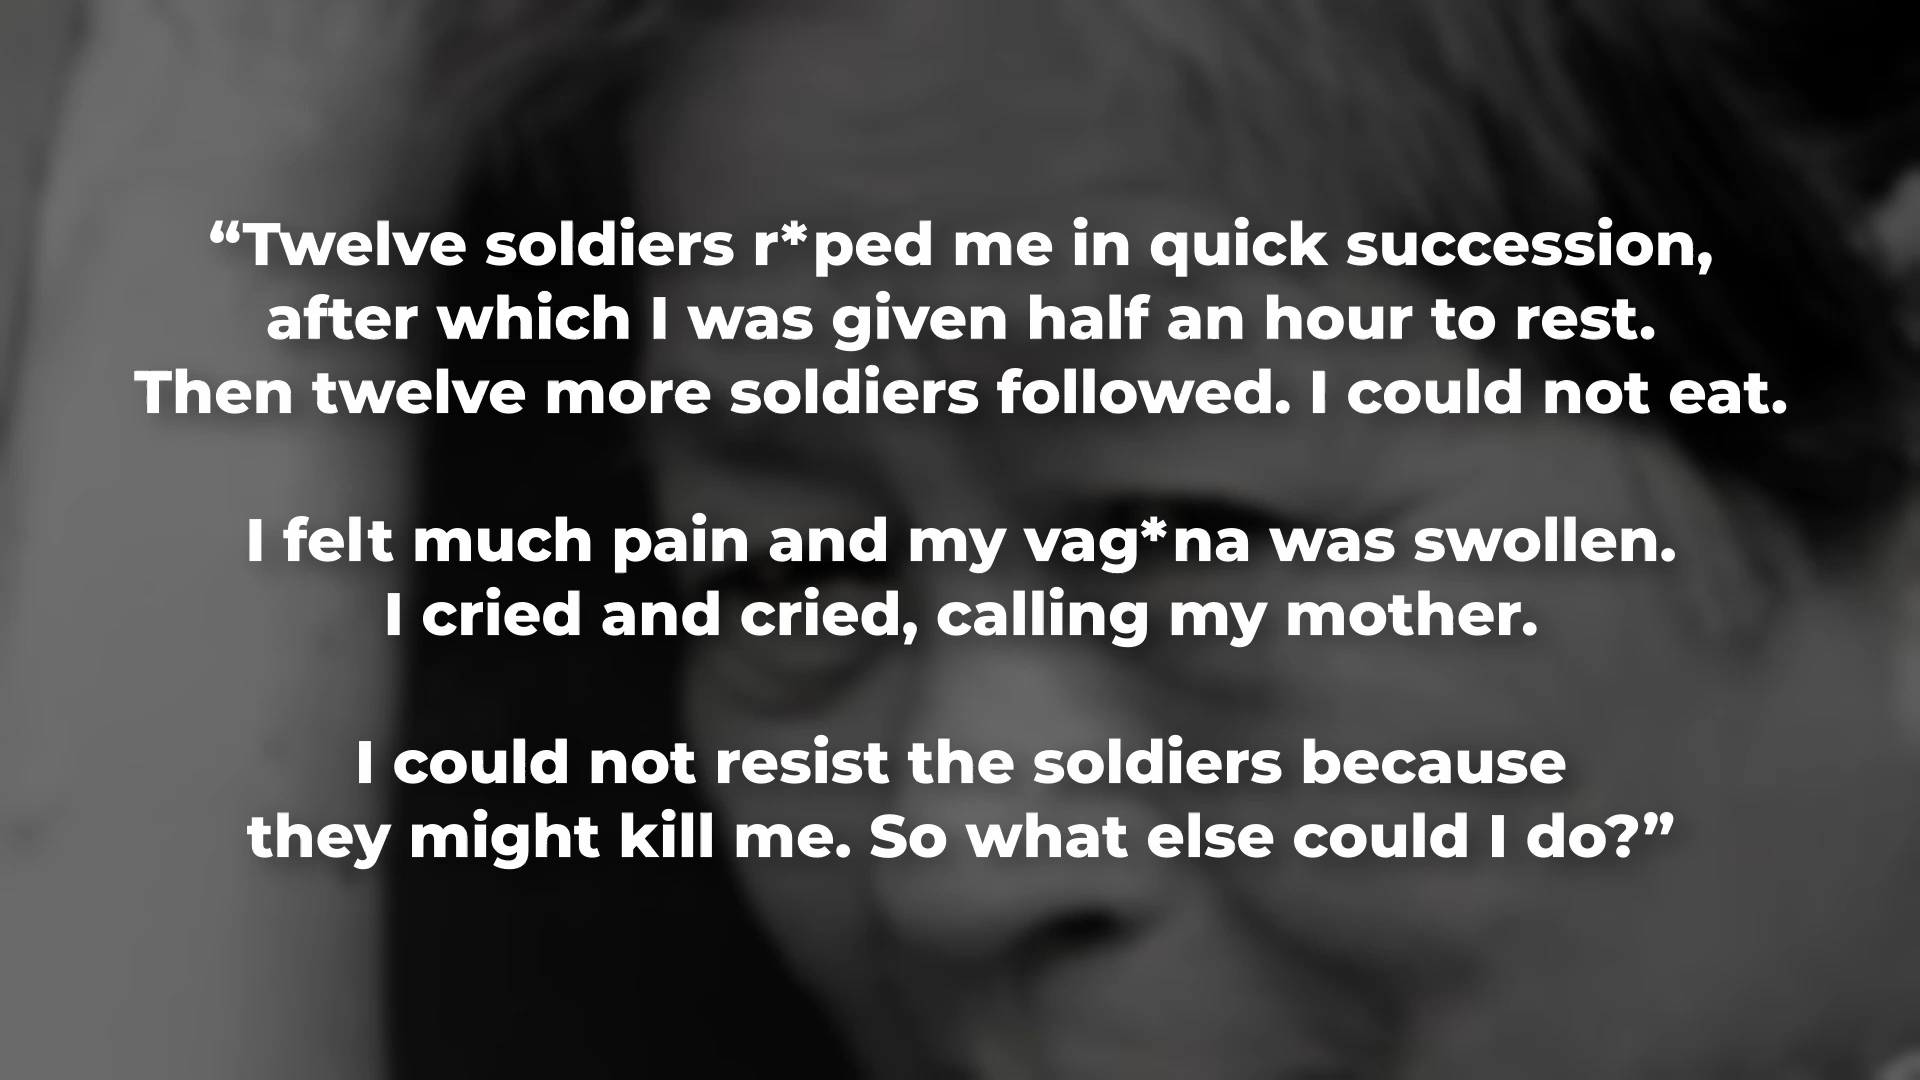 “Twelve soldiers r*ped me in quick succession,
after which I was given half an hour to rest.
Then twelve more soldiers followed. I could not eat.
I felt much pain and my vag*na was swollen.
I cried and cried, calling my mother.
I could not resist the soldiers because
they might kill me. So what else could I do?”